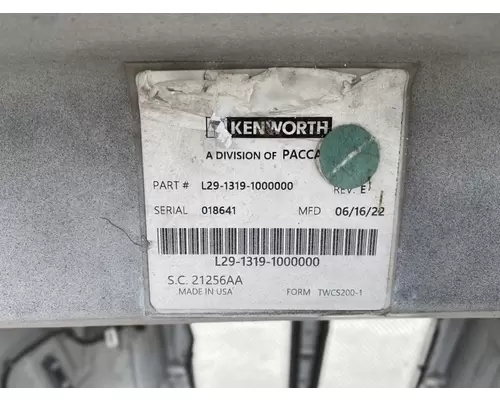 KENWORTH
A DIVISION OF PACCA
PART # L29-1319-1000000 REV. E
SERIAL 018641 MFD 06/16/22
L29-1319-1000000
S.C. 21256AA
MADE IN USA FORM TWCS200-1